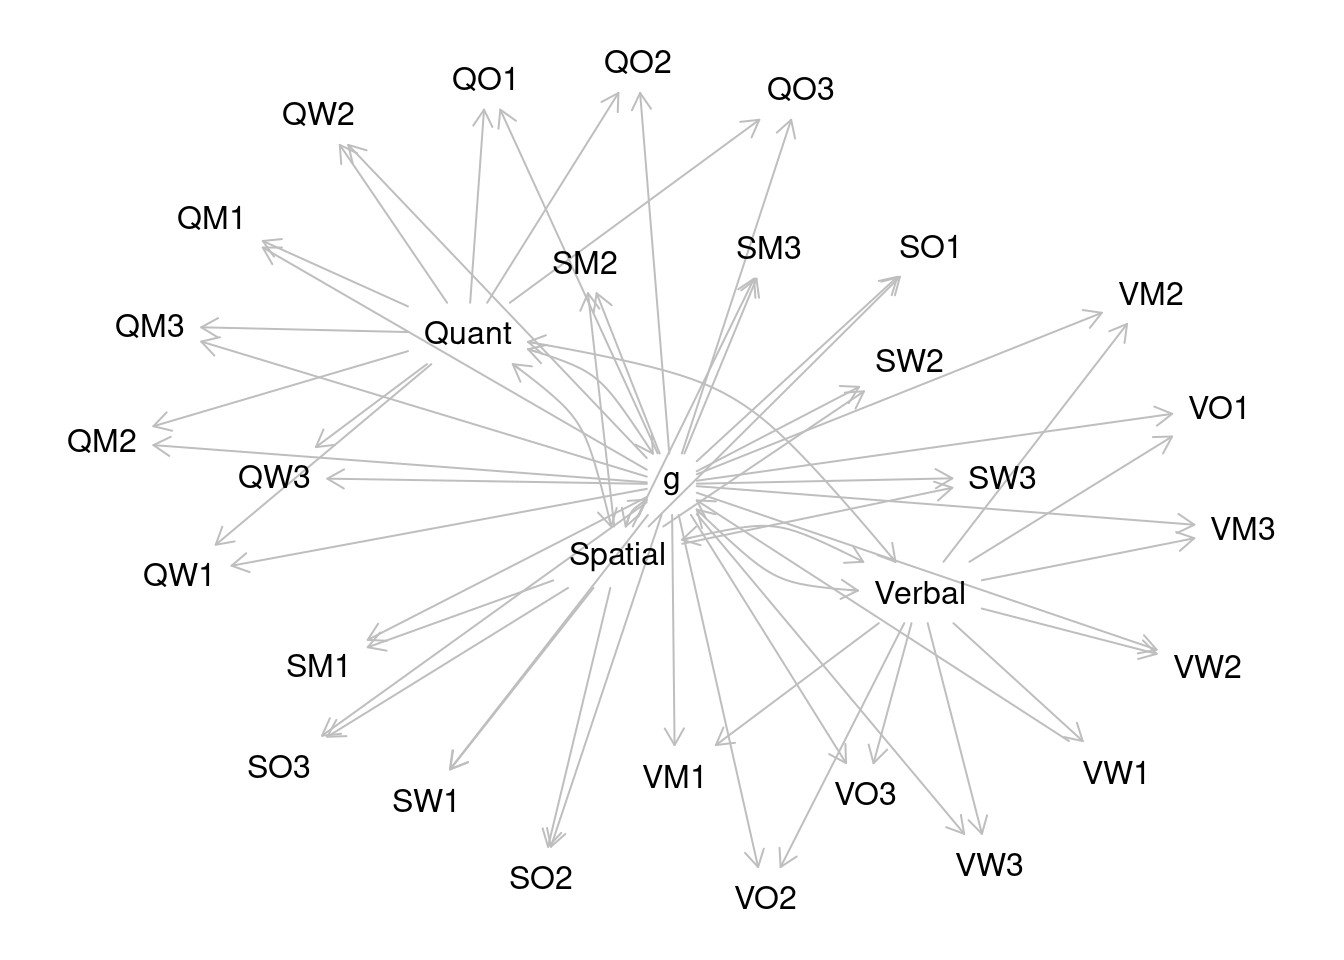 QO2
QO1
QO3
QW2
QM1
SM3
SO1
SM2
VM2
QM3
Quant
SW2
VO1
QM2
QW3
g
SW3
VM3
Spatial
QW1
Verbal
SM1
VW2
SO3
VM1
VW1
SW1
VO3
VW3
SO2
VO2